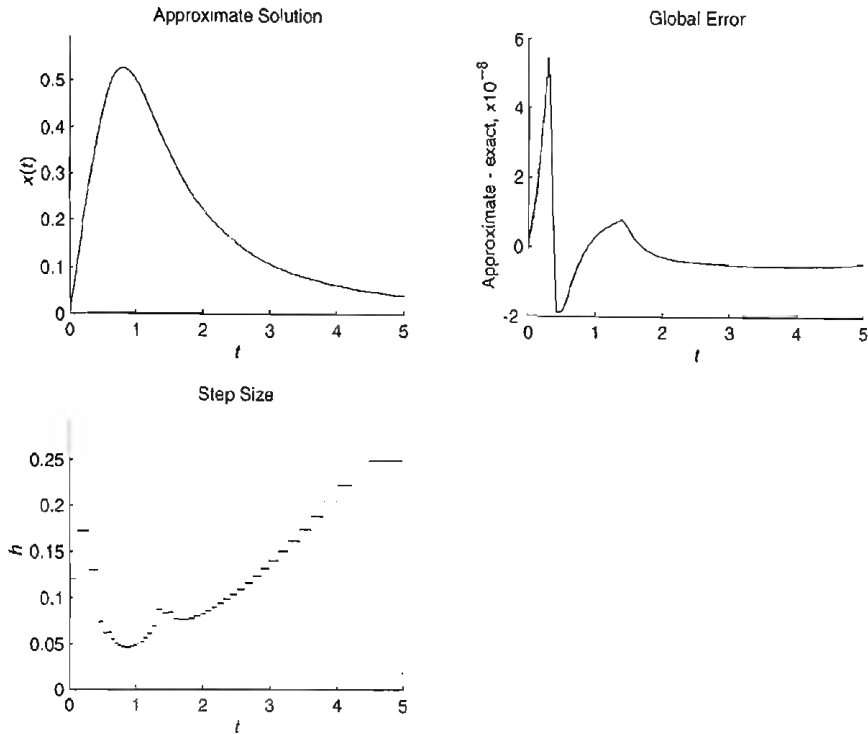 Approximate Solution
x(t)
0.5
0.4
0.3
0.2
0.1
0
0 1 2 3 4 5
t
Global Error
Approximate - exact, x10⁻⁸
6
4
2
0
-2
0 1 2 3 4 5
t
Step Size
h
0.25
0.2
0.15
0.1
0.05
0
0 1 2 3 4 5
t